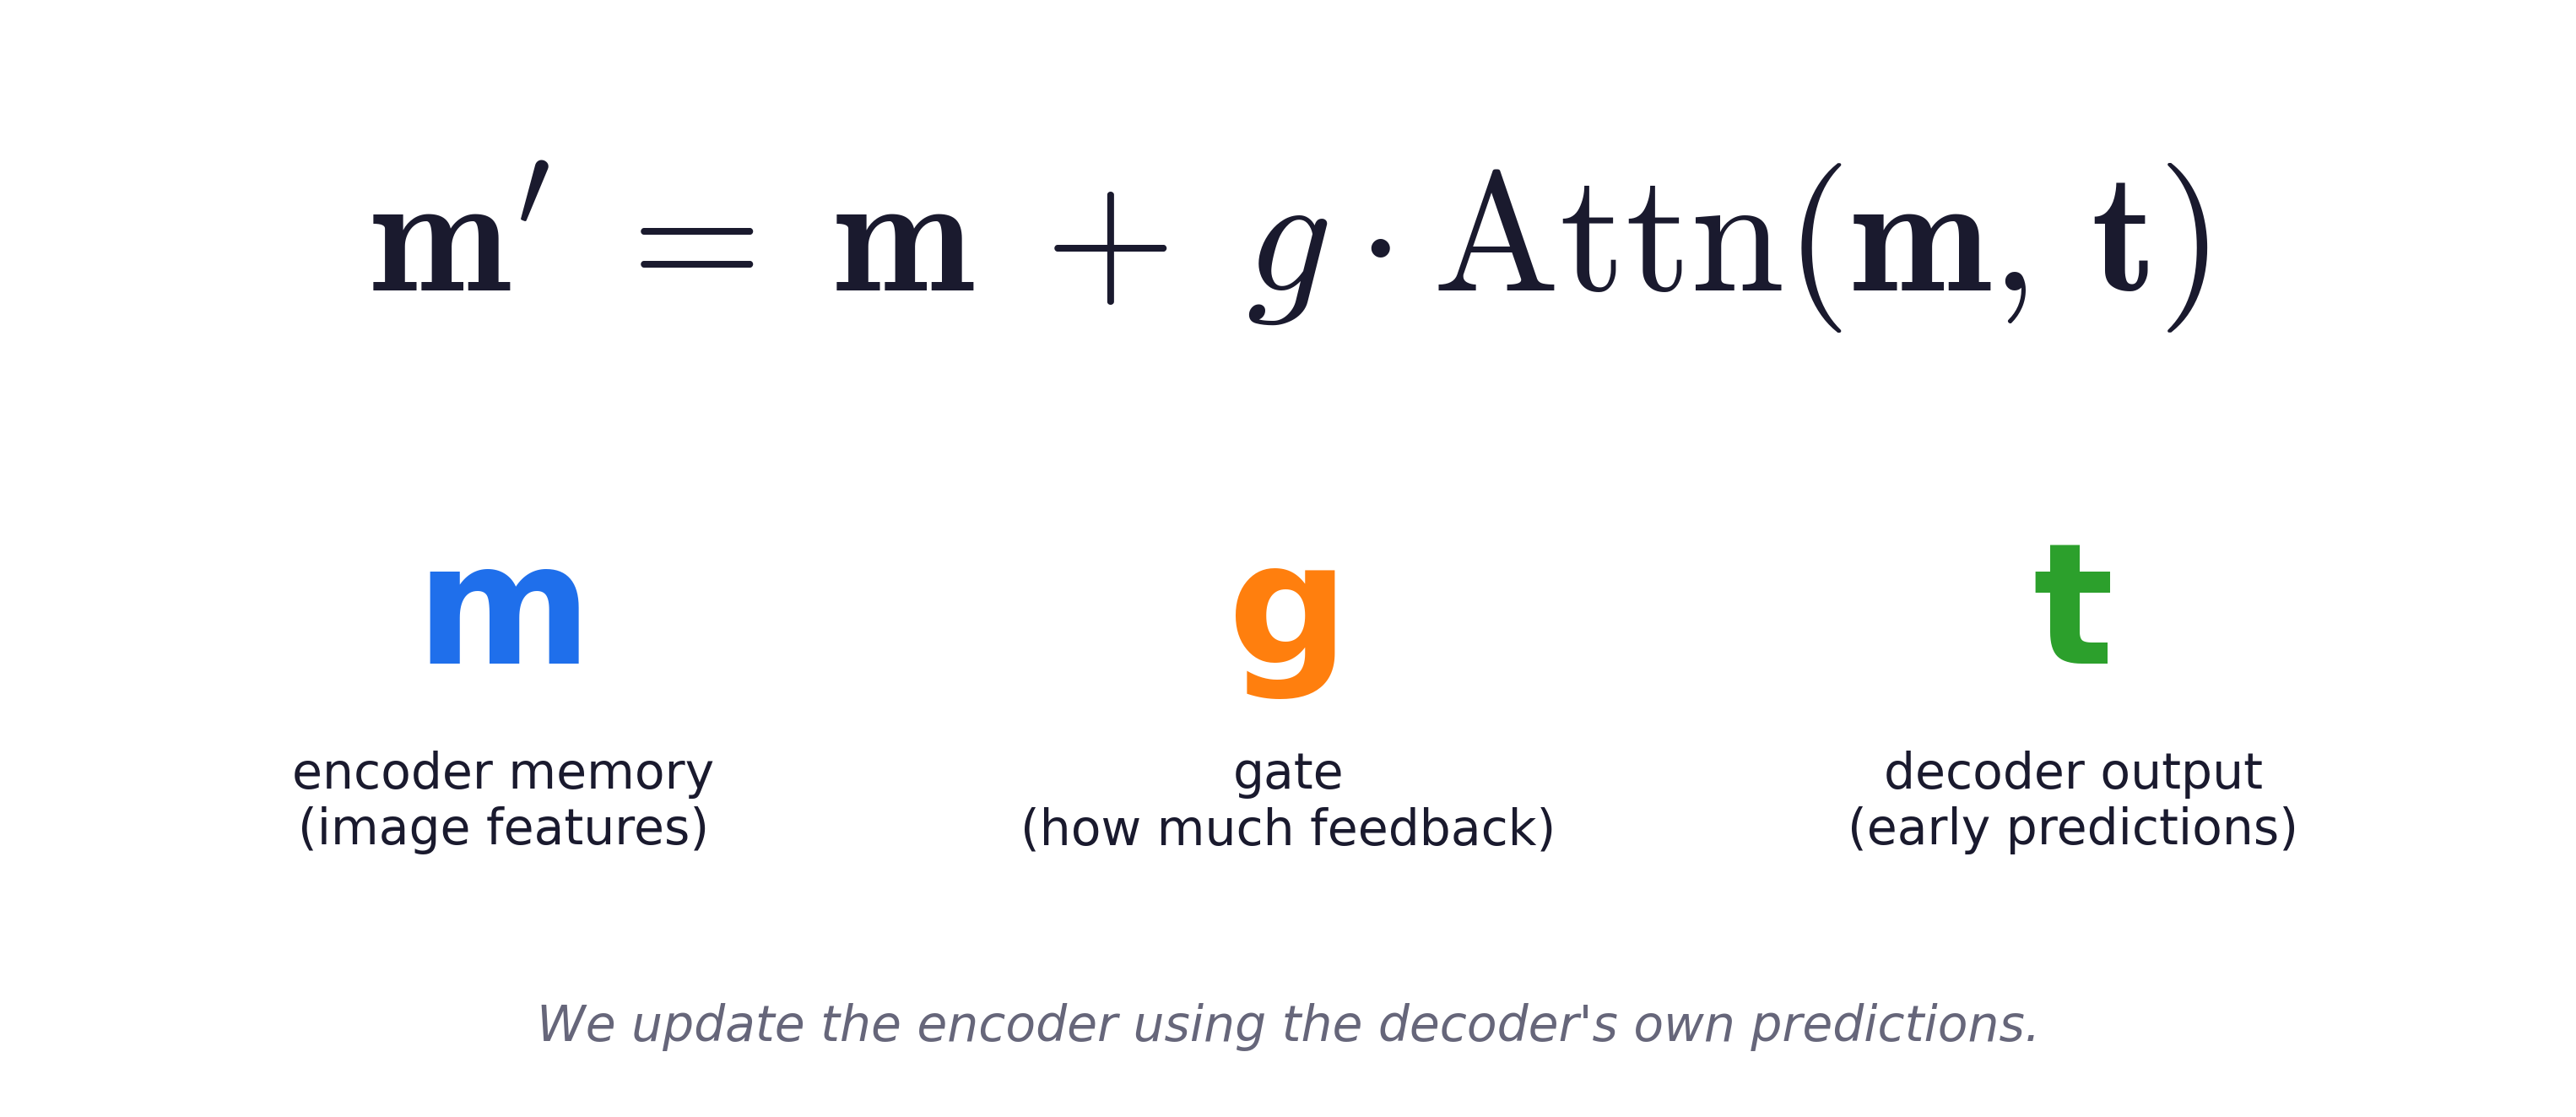 m′ = m + g · Attn(m, t)
m
g
t
encoder memory
(image features)
gate
(how much feedback)
decoder output
(early predictions)
We update the encoder using the decoder's own predictions.